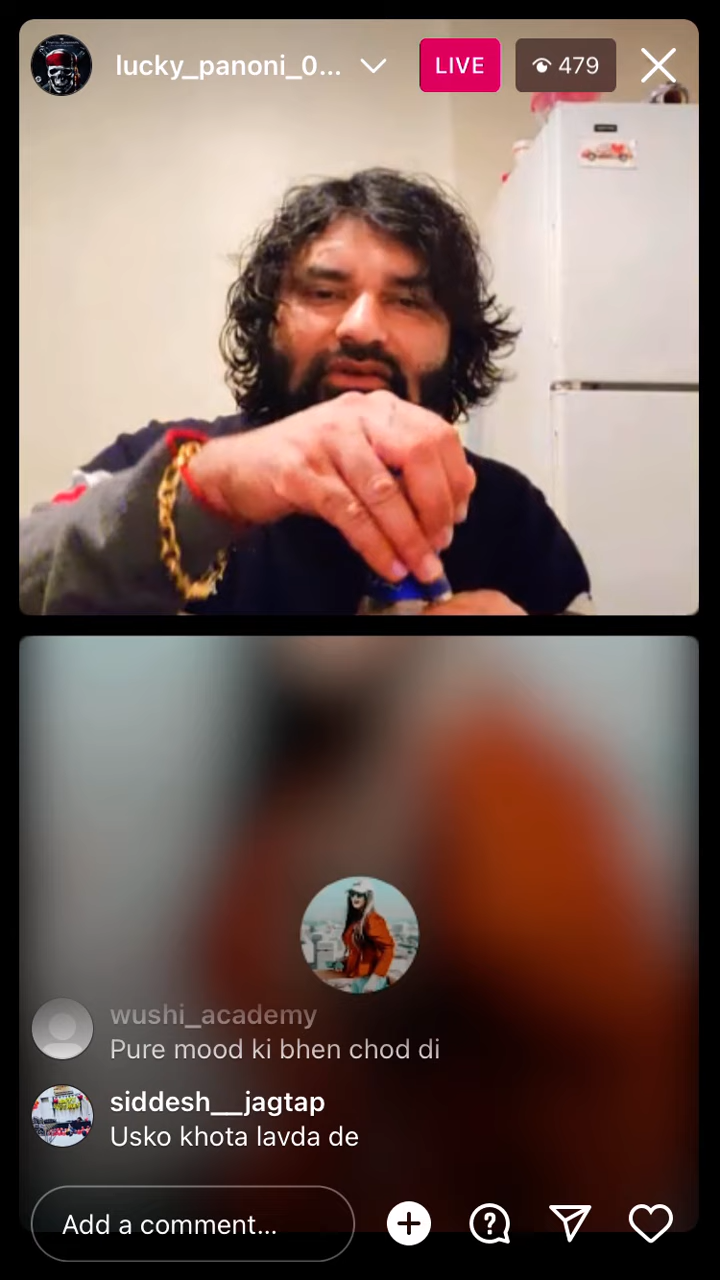 lucky_panoni_0...
LIVE
479
wushi_academy
Pure mood ki bhen chod di
siddesh__jagtap
Usko khota lavda de
Add a comment...